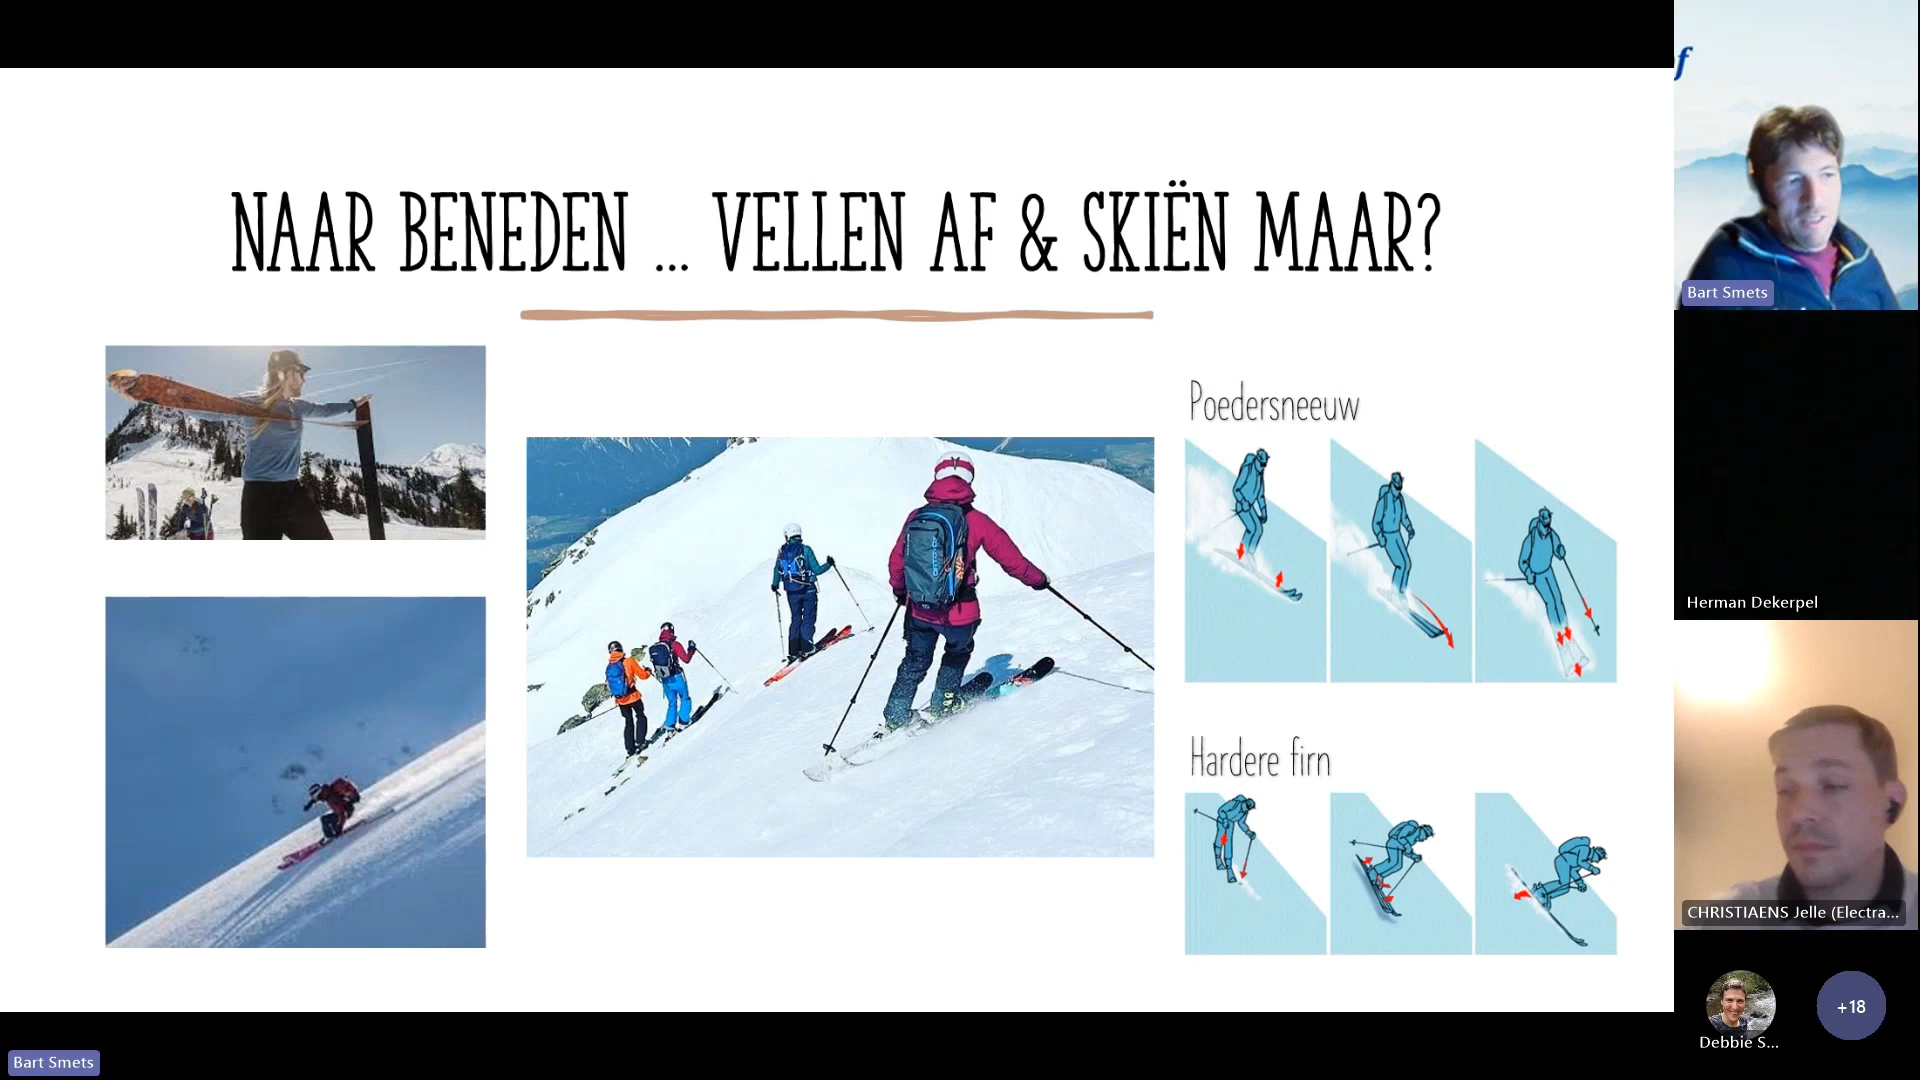 NAAR BENEDEN ... VELLEN AF & SKIËN MAAR?
Poedersneeuw
Hardere firn
f
Bart Smets
Herman Dekerpel
CHRISTIAENS Jelle (Electra...
Debbie S...
+18
Bart Smets